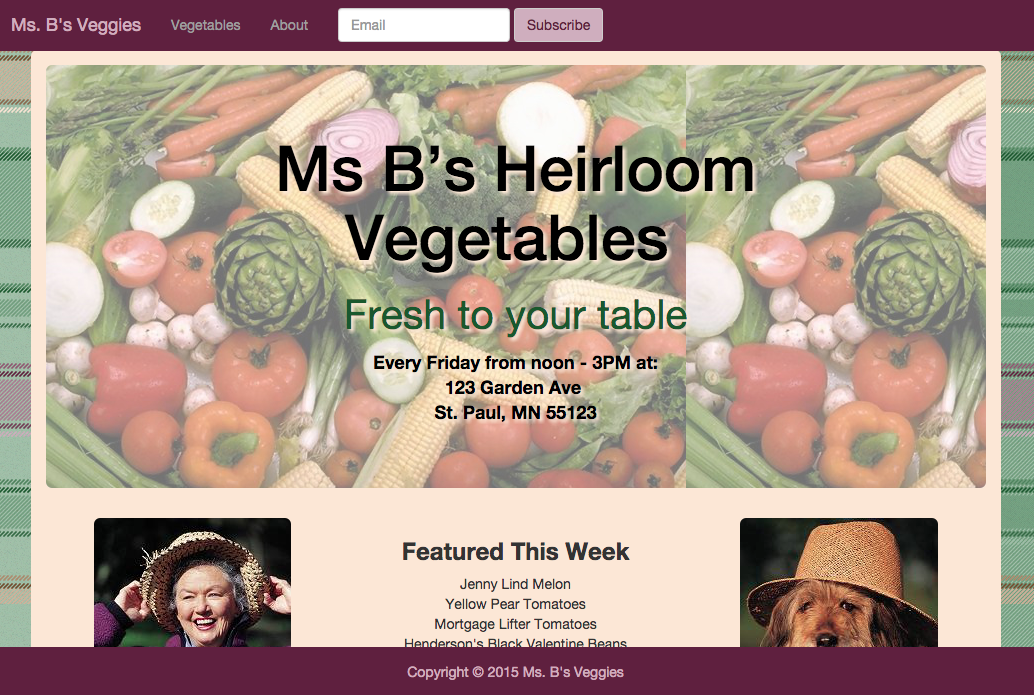 Ms. B's Veggies
Vegetables
About
Email
Subscribe
Ms B’s Heirloom
Vegetables
Fresh to your table
Every Friday from noon - 3PM at:
123 Garden Ave
St. Paul, MN 55123
Featured This Week
Jenny Lind Melon
Yellow Pear Tomatoes
Mortgage Lifter Tomatoes
Henderson's Black Valentine Beans
Copyright © 2015 Ms. B's Veggies